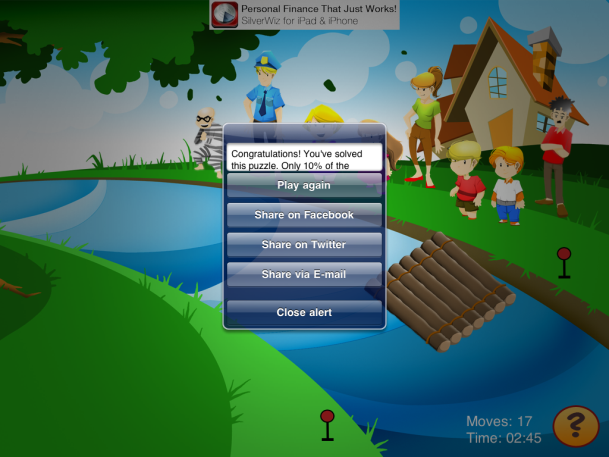 Personal Finance That Just Works!
SilverWiz for iPad & iPhone
Congratulations! You've solved
this puzzle. Only 10% of the
Play again
Share on Facebook
Share on Twitter
Share via E-mail
Close alert
Moves: 17
Time: 02:45
?